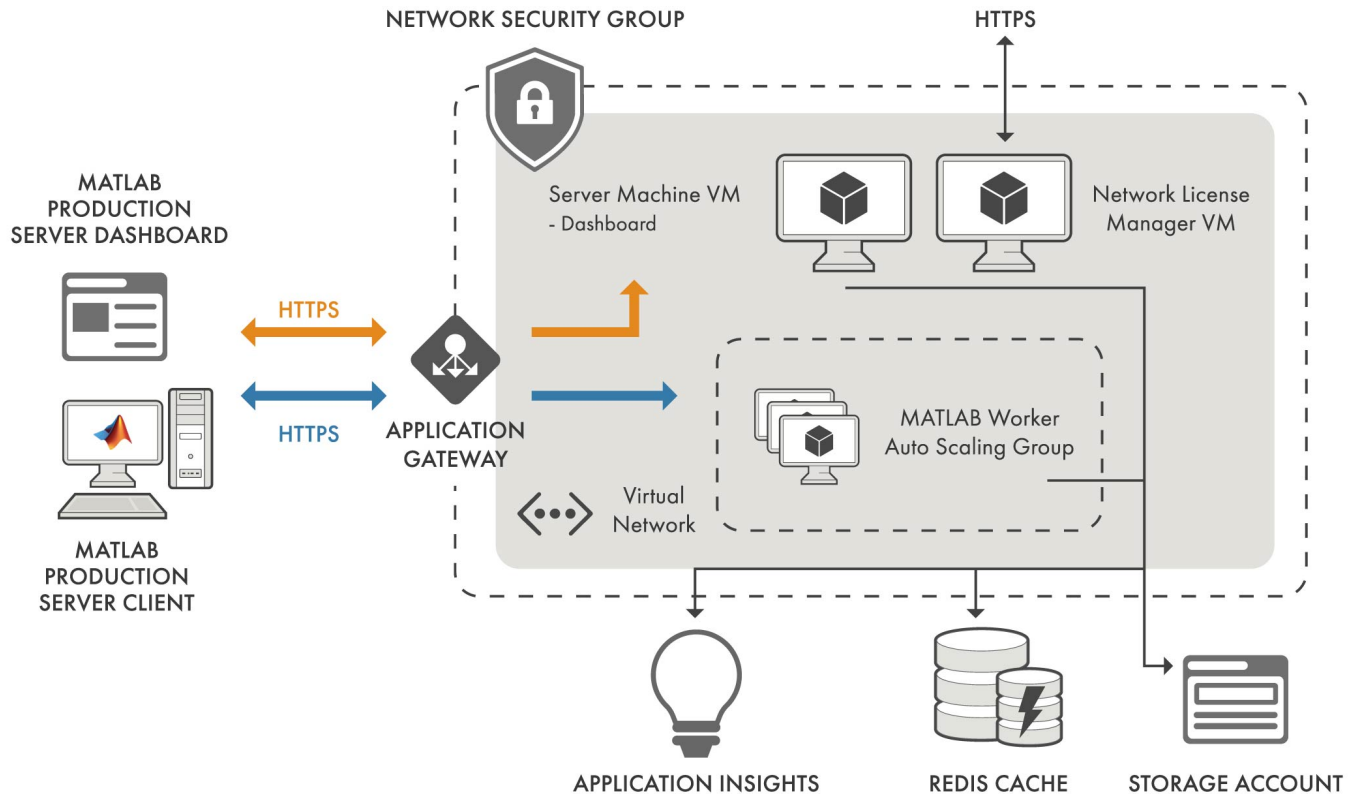 NETWORK SECURITY GROUP
HTTPS
MATLAB
PRODUCTION
SERVER DASHBOARD
Server Machine VM
- Dashboard
Network License
Manager VM
HTTPS
HTTPS
APPLICATION
GATEWAY
MATLAB Worker
Auto Scaling Group
Virtual
Network
MATLAB
PRODUCTION
SERVER CLIENT
APPLICATION INSIGHTS
REDIS CACHE
STORAGE ACCOUNT